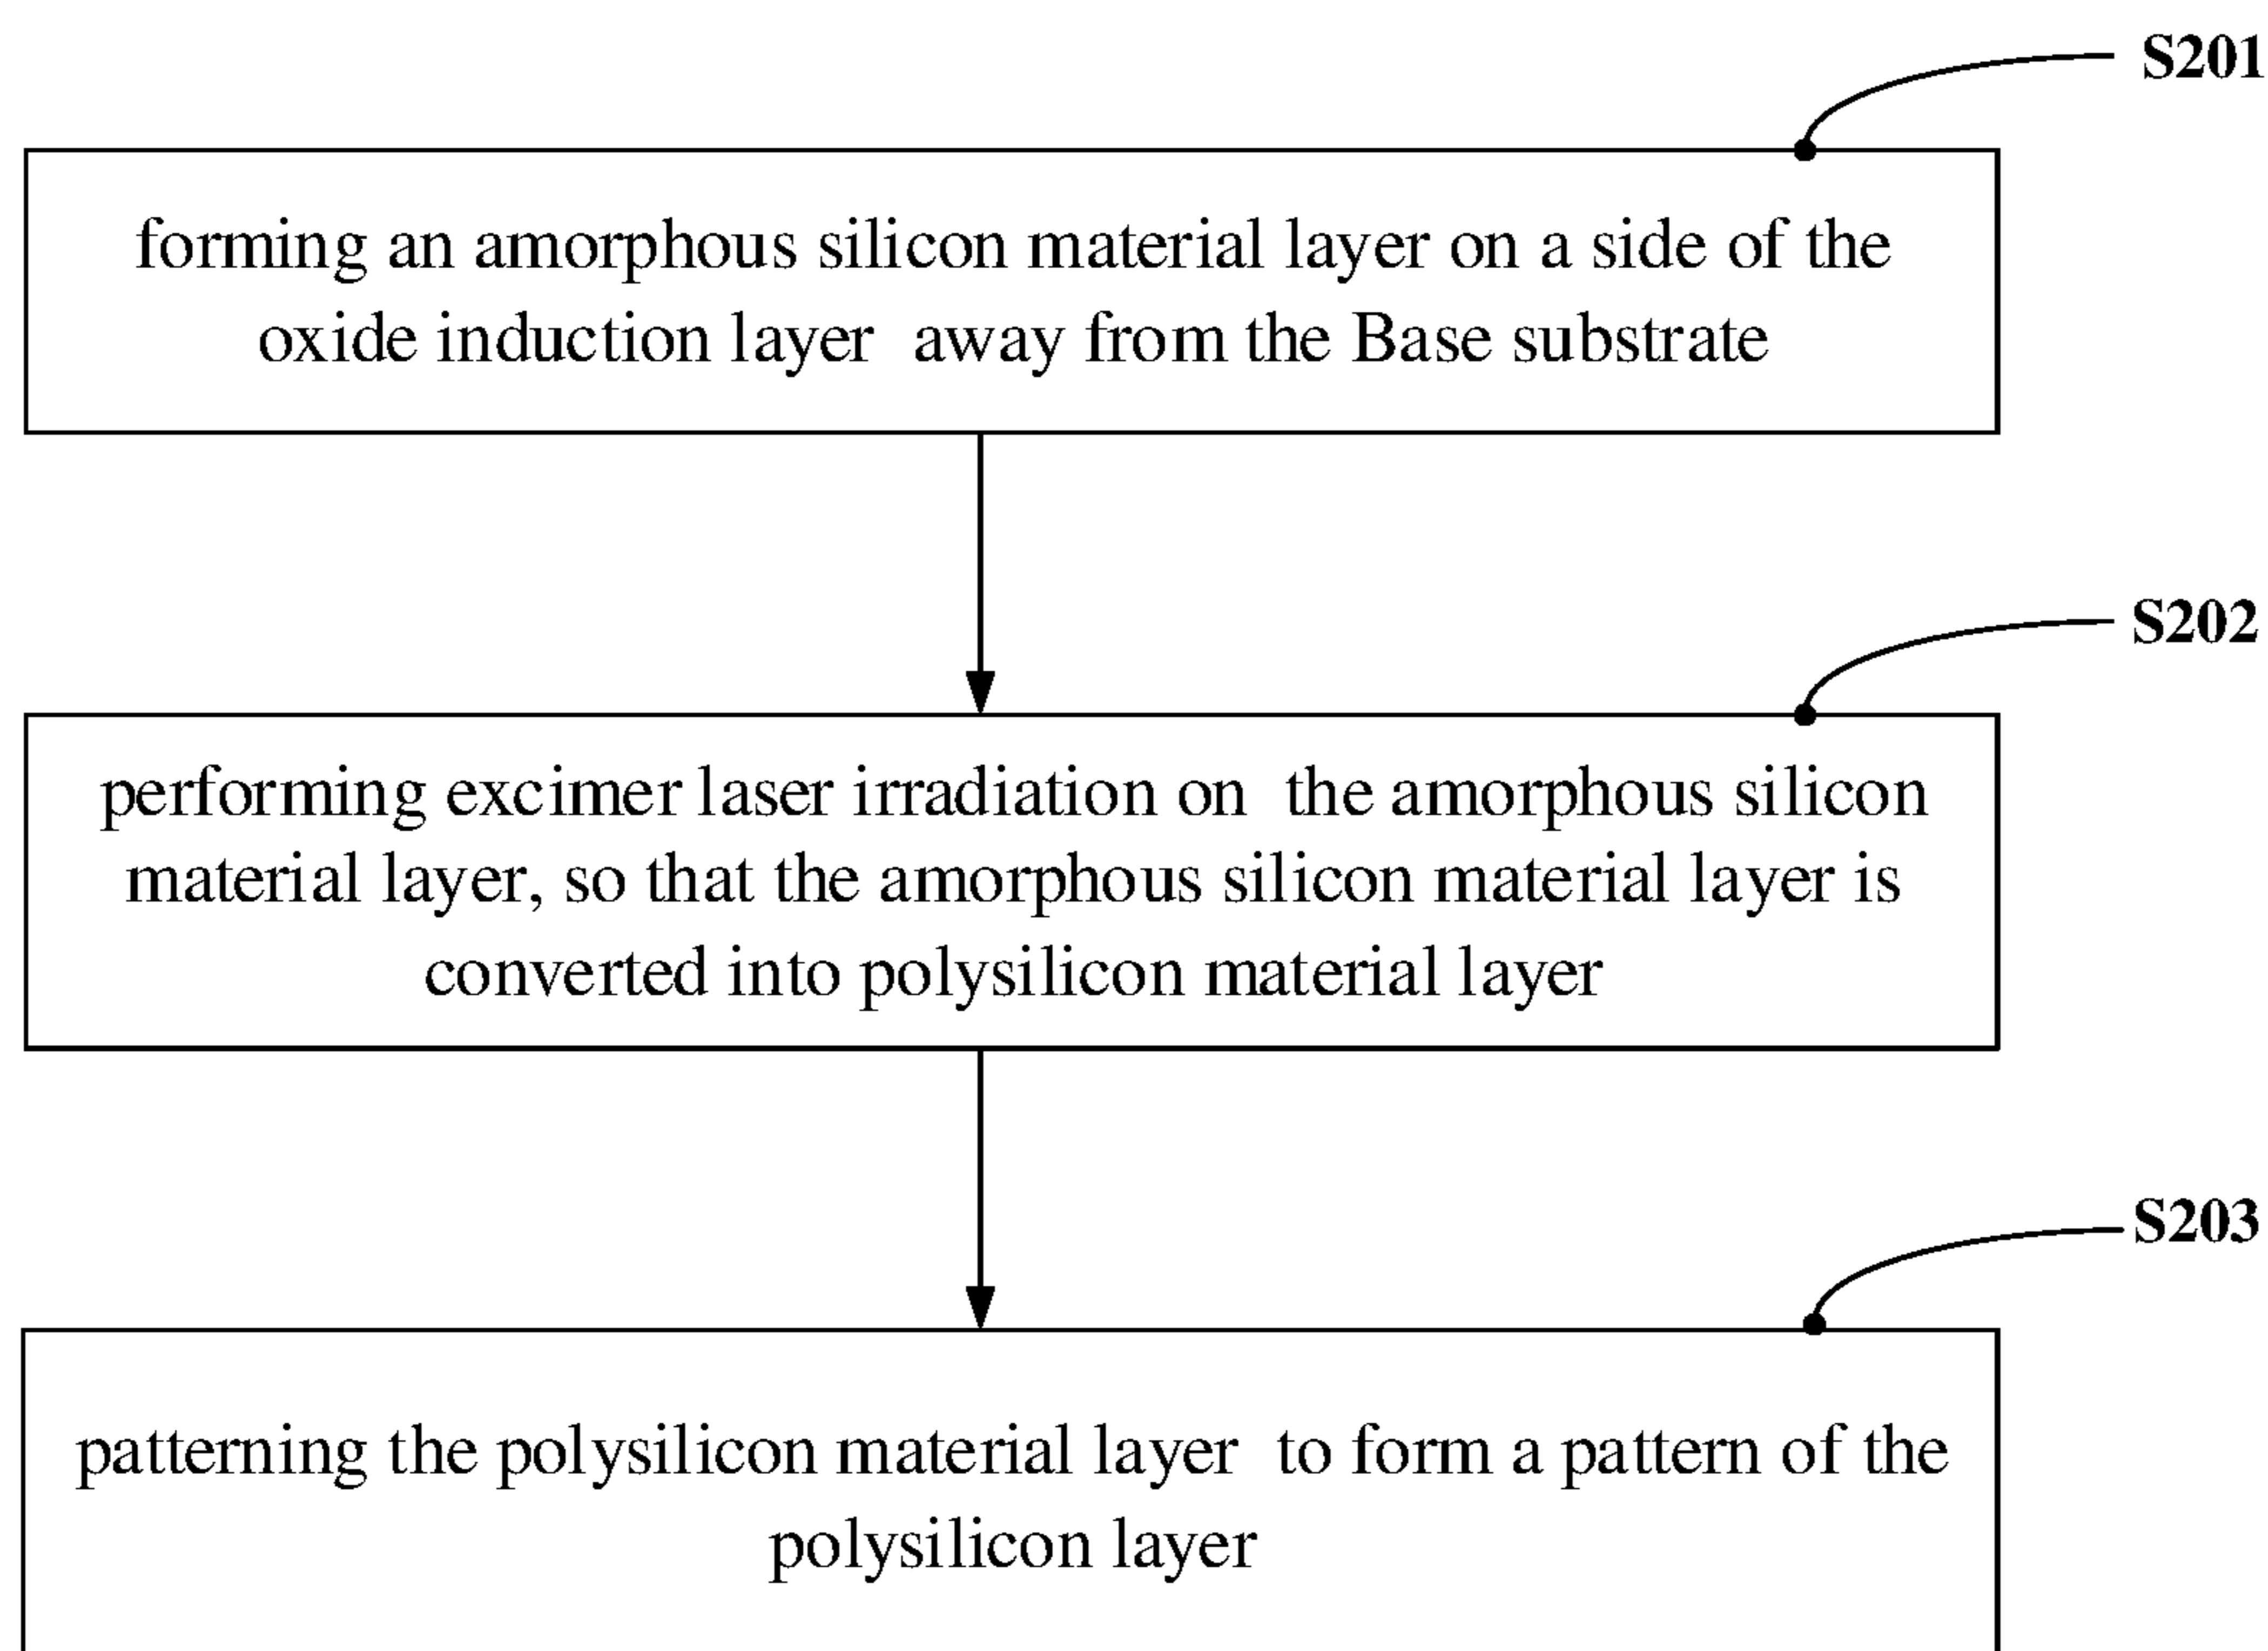 S201
forming an amorphous silicon material layer on a side of the
oxide induction layer away from the Base substrate
S202
performing excimer laser irradiation on the amorphous silicon
material layer, so that the amorphous silicon material layer is
converted into polysilicon material layer
S203
patterning the polysilicon material layer to form a pattern of the
polysilicon layer